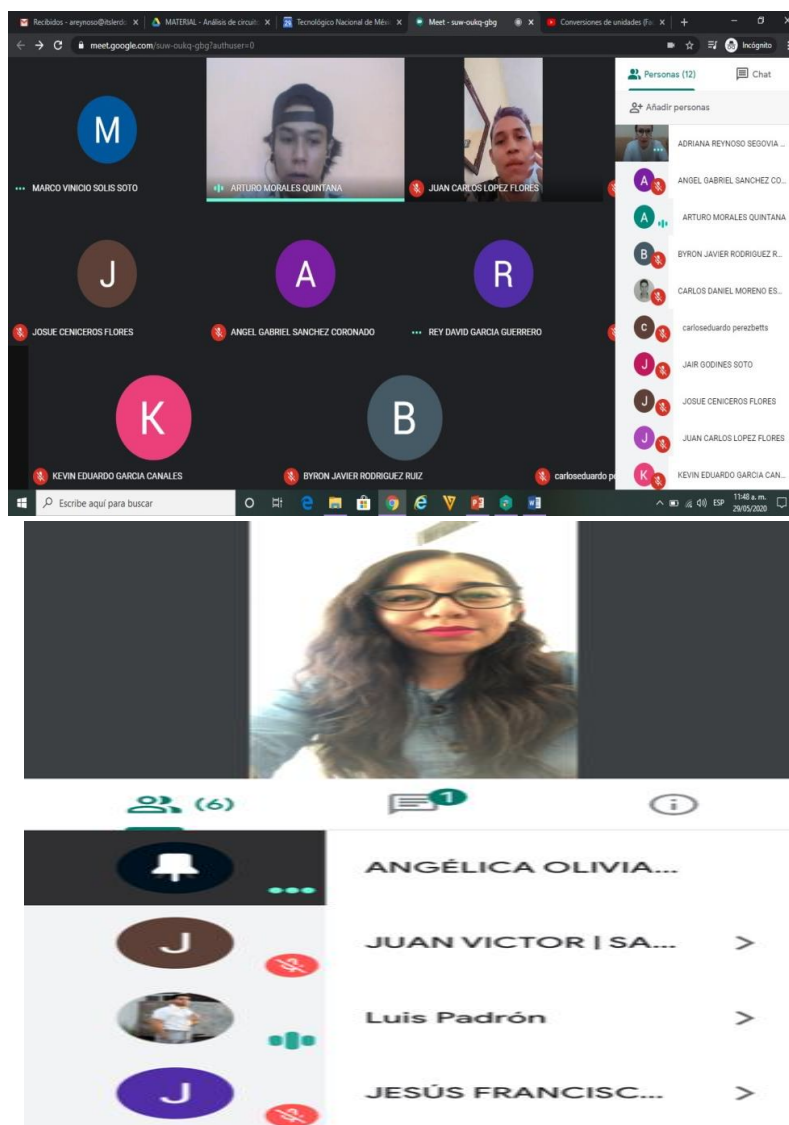 Recibidos - areynoso@itslerdo
MATERIAL - Análisis de circuito
Tecnológico Nacional de Méxi
Meet - suw-oukq-gbg
Conversiones de unidades (Fa
meet.google.com/suw-oukq-gbg?authuser=0
Incógnito
Personas (12)
Chat
Añadir personas
M
MARCO VINICIO SOLIS SOTO
ARTURO MORALES QUINTANA
JUAN CARLOS LOPEZ FLORES
J
JOSUE CENICEROS FLORES
A
ANGEL GABRIEL SANCHEZ CORONADO
R
REY DAVID GARCIA GUERRERO
K
KEVIN EDUARDO GARCIA CANALES
B
BYRON JAVIER RODRIGUEZ RUIZ
carloseduardo pe
ADRIANA REYNOSO SEGOVIA ...
A
ANGEL GABRIEL SANCHEZ CO...
A
ARTURO MORALES QUINTANA
B
BYRON JAVIER RODRIGUEZ R...
CARLOS DANIEL MORENO ES...
c
carloseduardo perezbetts
J
JAIR GODINES SOTO
J
JOSUE CENICEROS FLORES
J
JUAN CARLOS LOPEZ FLORES
K
KEVIN EDUARDO GARCIA CAN...
Escribe aquí para buscar
ESP
11:48 a. m.
29/05/2020
(6)
1
ANGÉLICA OLIVIA...
J
JUAN VICTOR | SA...
Luis Padrón
J
JESÚS FRANCISC...